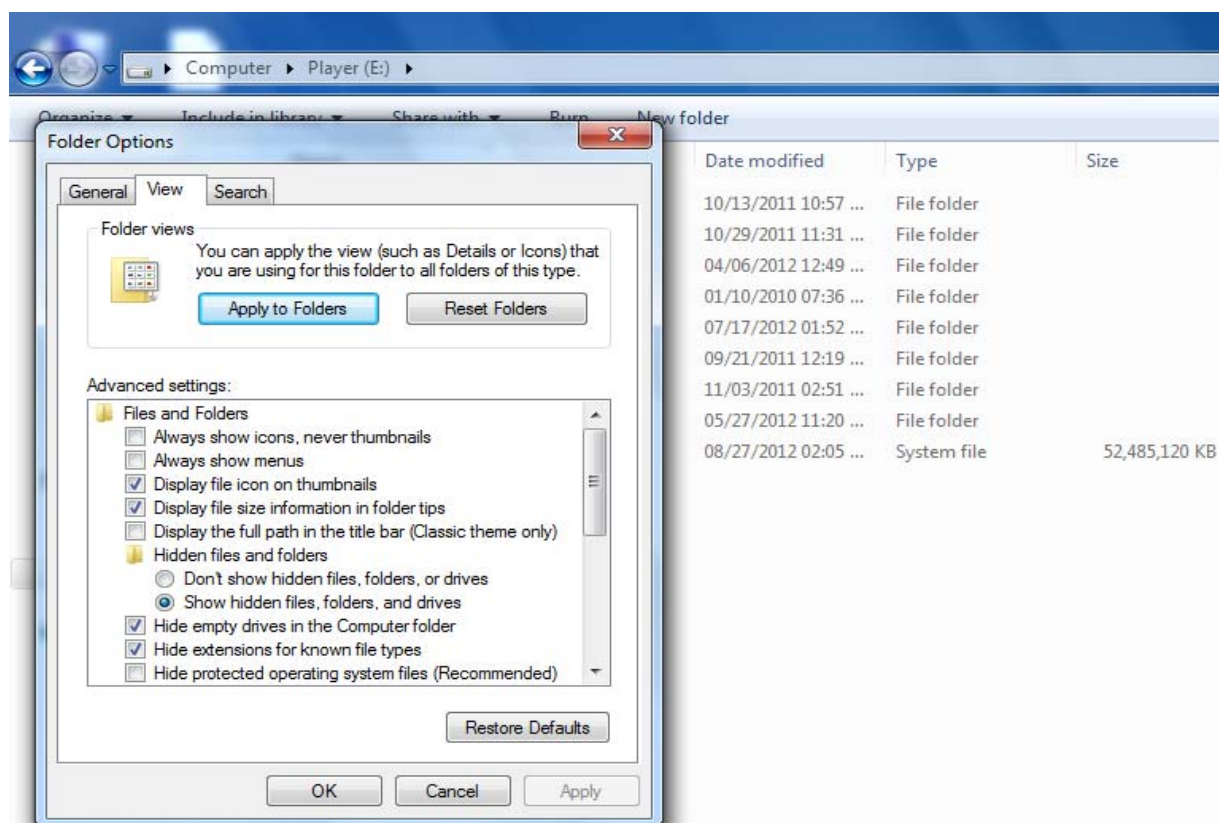 Computer Player (E:)
Organize Include in library Share with Burn New folder
Folder Options
Date modified Type Size
General View Search
10/13/2011 10:57 ... File folder
10/29/2011 11:31 ... File folder
04/06/2012 12:49 ... File folder
01/10/2010 07:36 ... File folder
07/17/2012 01:52 ... File folder
09/21/2011 12:19 ... File folder
11/03/2011 02:51 ... File folder
05/27/2012 11:20 ... File folder
08/27/2012 02:05 ... System file 52,485,120 KB
Folder views
You can apply the view (such as Details or Icons) that
you are using for this folder to all folders of this type.
Apply to Folders Reset Folders
Advanced settings:
Files and Folders
Always show icons, never thumbnails
Always show menus
Display file icon on thumbnails
Display file size information in folder tips
Display the full path in the title bar (Classic theme only)
Hidden files and folders
Don't show hidden files, folders, or drives
Show hidden files, folders, and drives
Hide empty drives in the Computer folder
Hide extensions for known file types
Hide protected operating system files (Recommended)
Restore Defaults
OK Cancel Apply